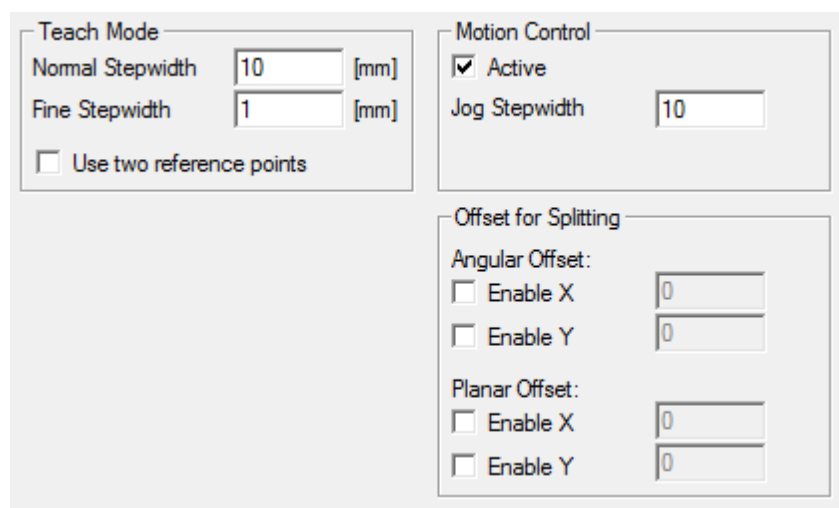 Teach Mode
Normal Stepwidth 10 [mm]
Fine Stepwidth 1 [mm]
Use two reference points
Motion Control
Active
Jog Stepwidth 10
Offset for Splitting
Angular Offset:
Enable X 0
Enable Y 0
Planar Offset:
Enable X 0
Enable Y 0